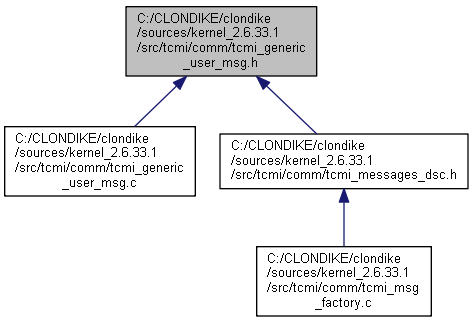 C:/CLONDIKE/clondike
/sources/kernel_2.6.33.1
/src/tcmi/comm/tcmi_generic
_user_msg.h
C:/CLONDIKE/clondike
/sources/kernel_2.6.33.1
/src/tcmi/comm/tcmi_generic
_user_msg.c
C:/CLONDIKE/clondike
/sources/kernel_2.6.33.1
/src/tcmi/comm/tcmi_messages_dsc.h
C:/CLONDIKE/clondike
/sources/kernel_2.6.33.1
/src/tcmi/comm/tcmi_msg
_factory.c